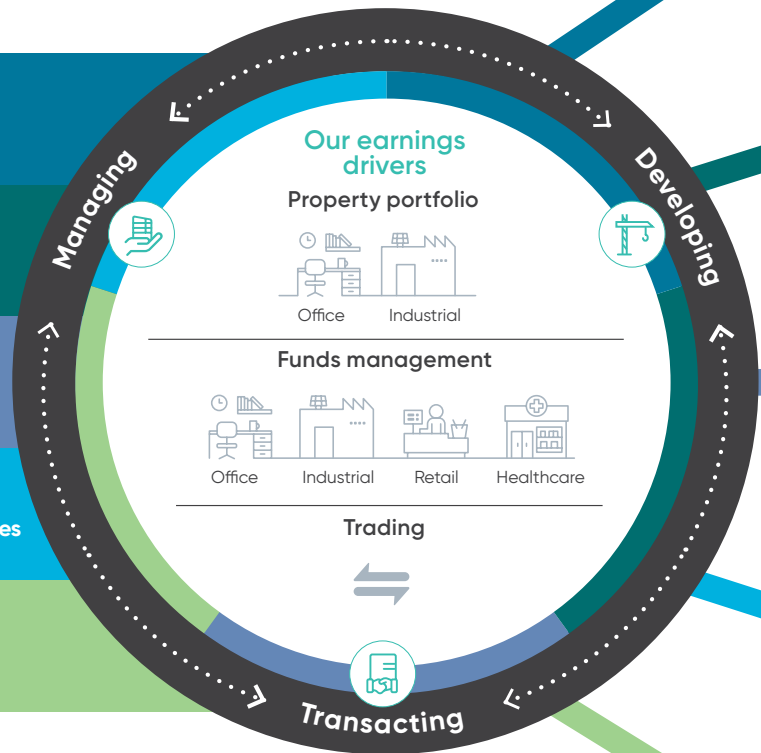 Our earnings
drivers
Property portfolio
Office Industrial
Funds management
Office Industrial Retail Healthcare
Trading
Managing
Developing
Transacting
es